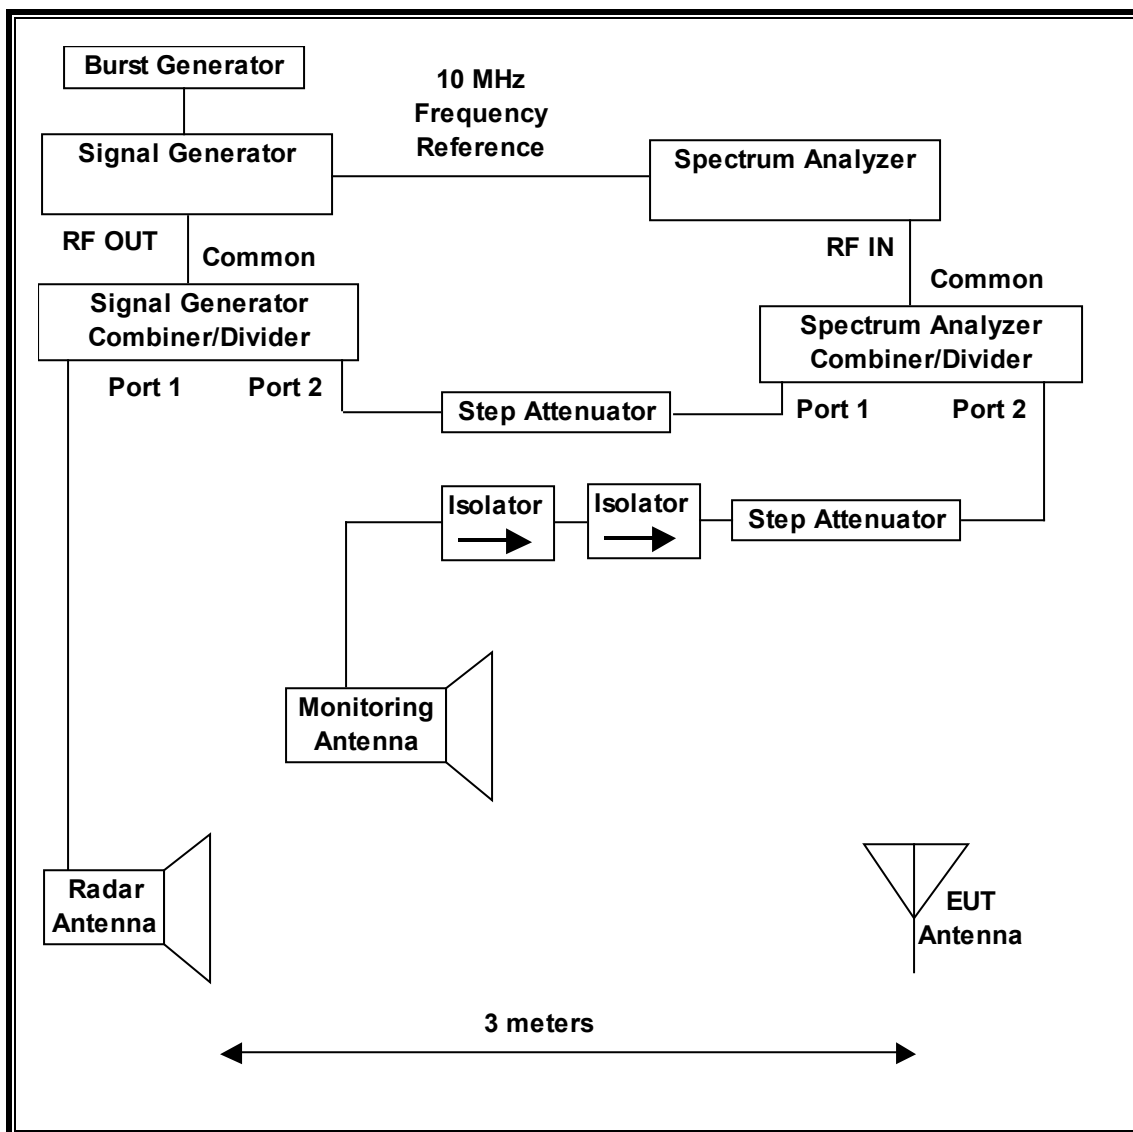 Burst Generator
10 MHz
Frequency
Reference
Signal Generator
Spectrum Analyzer
RF OUT
Common
RF IN
Common
Signal Generator
Combiner/Divider
Spectrum Analyzer
Combiner/Divider
Port 1
Port 2
Step Attenuator
Port 1
Port 2
Isolator
Isolator
Step Attenuator
Monitoring
Antenna
Radar
Antenna
EUT
Antenna
3 meters